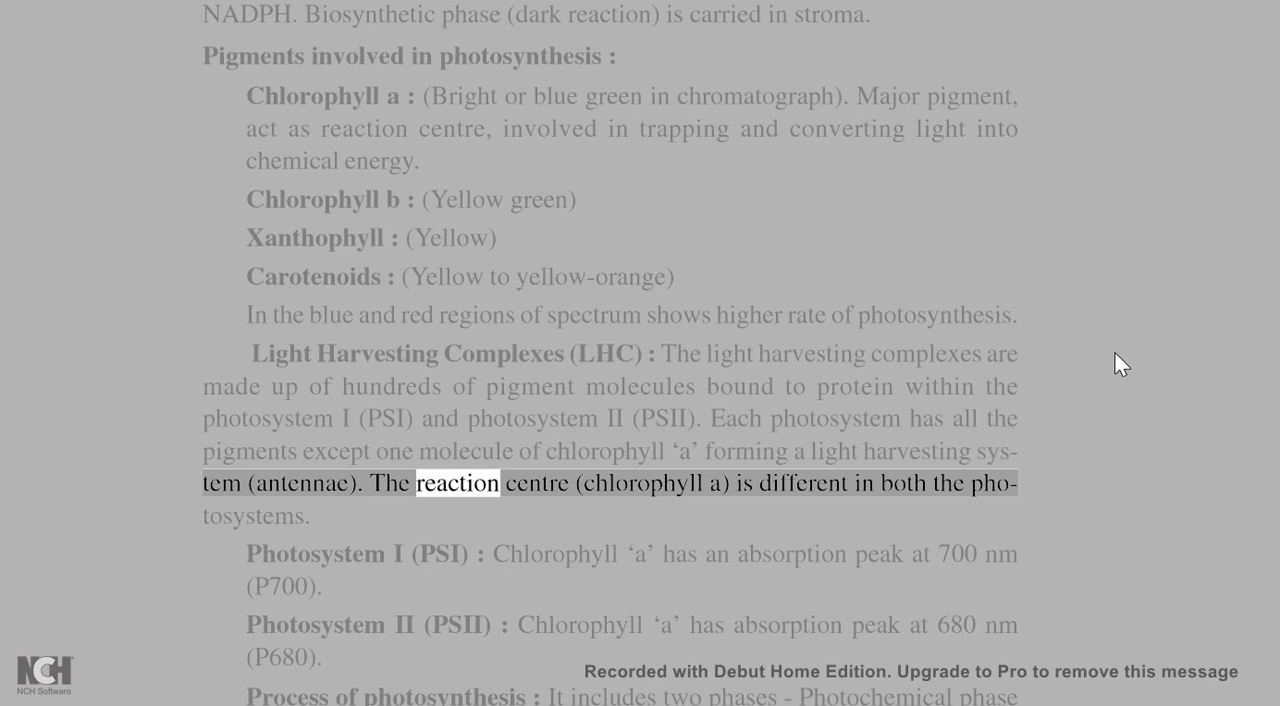 NADPH. Biosynthetic phase (dark reaction) is carried in stroma.
Pigments involved in photosynthesis :
Chlorophyll a : (Bright or blue green in chromatograph). Major pigment,
act as reaction centre, involved in trapping and converting light into
chemical energy.
Chlorophyll b : (Yellow green)
Xanthophyll : (Yellow)
Carotenoids : (Yellow to yellow-orange)
In the blue and red regions of spectrum shows higher rate of photosynthesis.
Light Harvesting Complexes (LHC) : The light harvesting complexes are
made up of hundreds of pigment molecules bound to protein within the
photosystem I (PSI) and photosystem II (PSII). Each photosystem has all the
pigments except one molecule of chlorophyll ‘a’ forming a light harvesting sys-
tem (antennae). The reaction centre (chlorophyll a) is different in both the pho-
tosystems.
Photosystem I (PSI) : Chlorophyll ‘a’ has an absorption peak at 700 nm
(P700).
Photosystem II (PSII) : Chlorophyll ‘a’ has absorption peak at 680 nm
(P680).
Process of photosynthesis : It includes two phases - Photochemical phase
NCH
NCH Software
Recorded with Debut Home Edition. Upgrade to Pro to remove this message